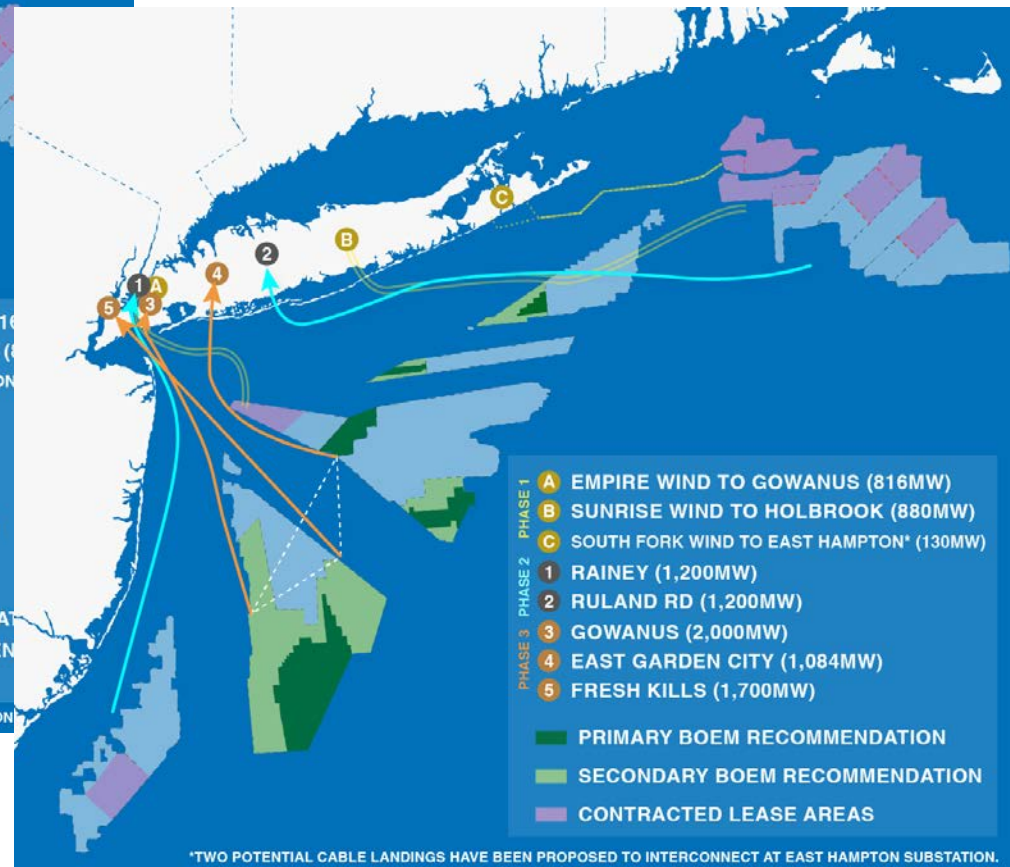 C
B
2
4
1
A
3
5
PHASE 1
A EMPIRE WIND TO GOWANUS (816MW)
B SUNRISE WIND TO HOLBROOK (880MW)
C SOUTH FORK WIND TO EAST HAMPTON* (130MW)
PHASE 2
1 RAINEY (1,200MW)
2 RULAND RD (1,200MW)
PHASE 3
3 GOWANUS (2,000MW)
4 EAST GARDEN CITY (1,084MW)
5 FRESH KILLS (1,700MW)
PRIMARY BOEM RECOMMENDATION
SECONDARY BOEM RECOMMENDATION
CONTRACTED LEASE AREAS
*TWO POTENTIAL CABLE LANDINGS HAVE BEEN PROPOSED TO INTERCONNECT AT EAST HAMPTON SUBSTATION.